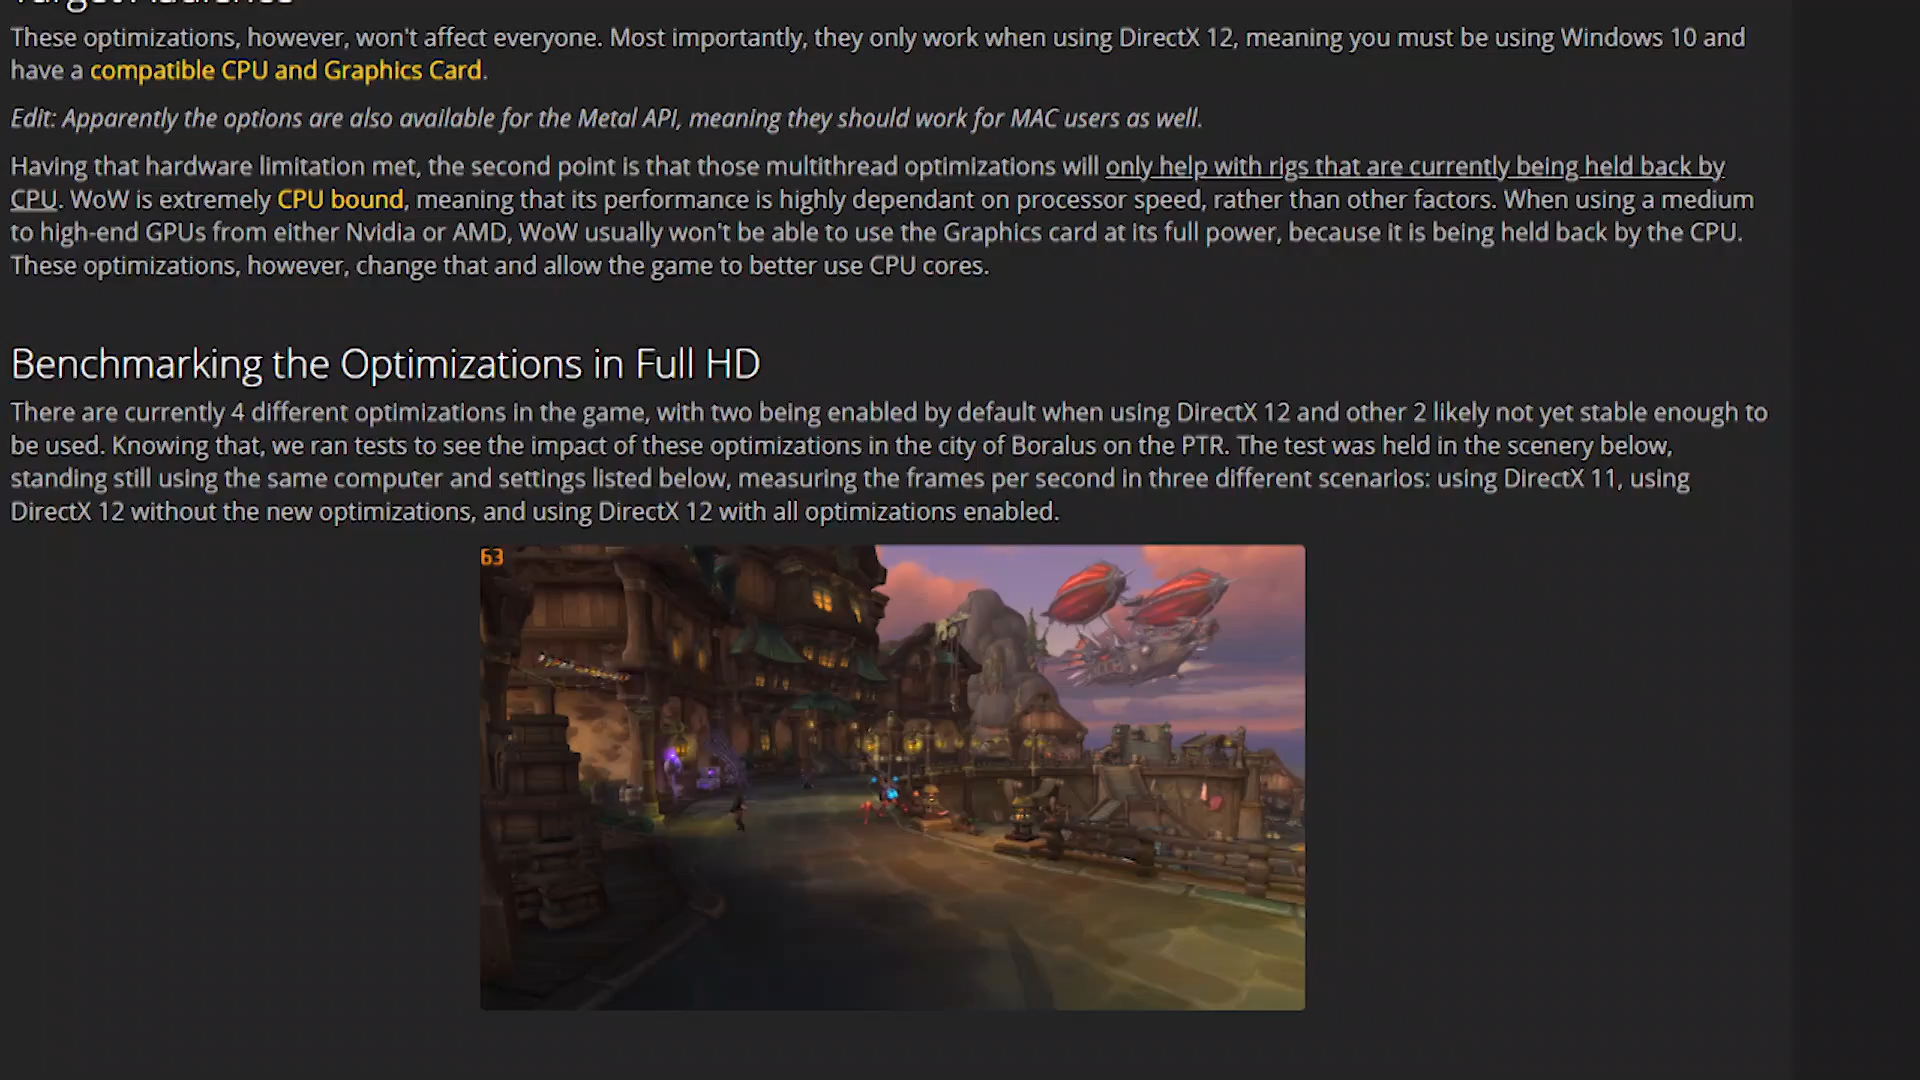 Target Audience
These optimizations, however, won't affect everyone. Most importantly, they only work when using DirectX 12, meaning you must be using Windows 10 and
have a compatible CPU and Graphics Card.
Edit: Apparently the options are also available for the Metal API, meaning they should work for MAC users as well.
Having that hardware limitation met, the second point is that those multithread optimizations will only help with rigs that are currently being held back by
CPU. WoW is extremely CPU bound, meaning that its performance is highly dependant on processor speed, rather than other factors. When using a medium
to high-end GPUs from either Nvidia or AMD, WoW usually won't be able to use the Graphics card at its full power, because it is being held back by the CPU.
These optimizations, however, change that and allow the game to better use CPU cores.
Benchmarking the Optimizations in Full HD
There are currently 4 different optimizations in the game, with two being enabled by default when using DirectX 12 and other 2 likely not yet stable enough to
be used. Knowing that, we ran tests to see the impact of these optimizations in the city of Boralus on the PTR. The test was held in the scenery below,
standing still using the same computer and settings listed below, measuring the frames per second in three different scenarios: using DirectX 11, using
DirectX 12 without the new optimizations, and using DirectX 12 with all optimizations enabled.
63